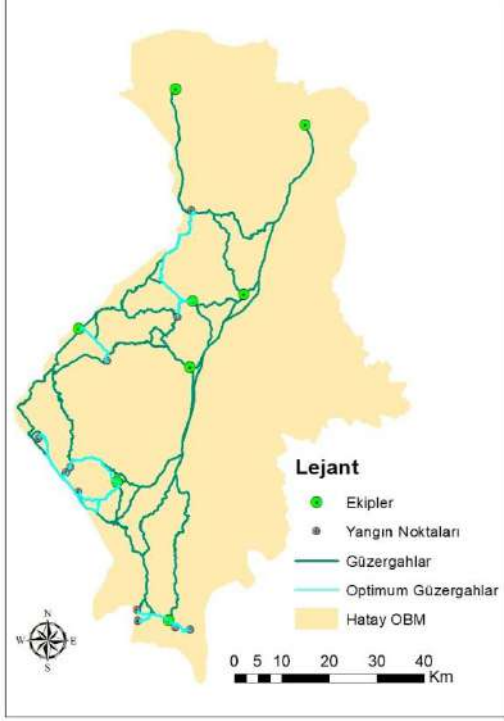 Lejant
Ekipler
Yangın Noktaları
Güzergahlar
Optimum Güzergahlar
Hatay OBM
N
W E
S
0 5 10 20 30 40
Km